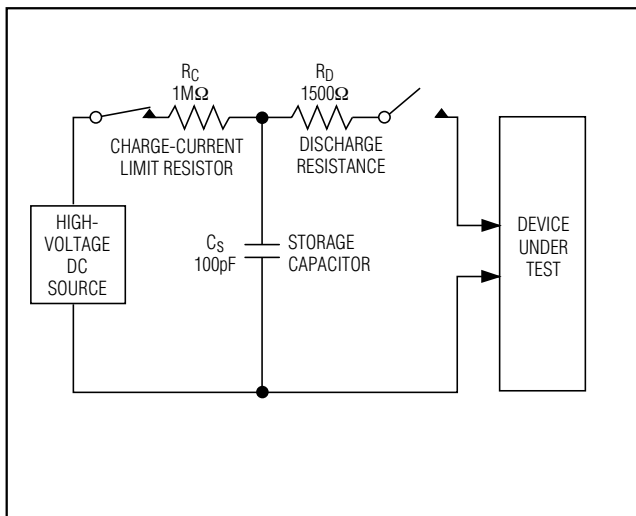 RC
1MΩ
CHARGE-CURRENT
LIMIT RESISTOR
RD
1500Ω
DISCHARGE
RESISTANCE
HIGH-
VOLTAGE
DC
SOURCE
CS
100pF
STORAGE
CAPACITOR
DEVICE
UNDER
TEST